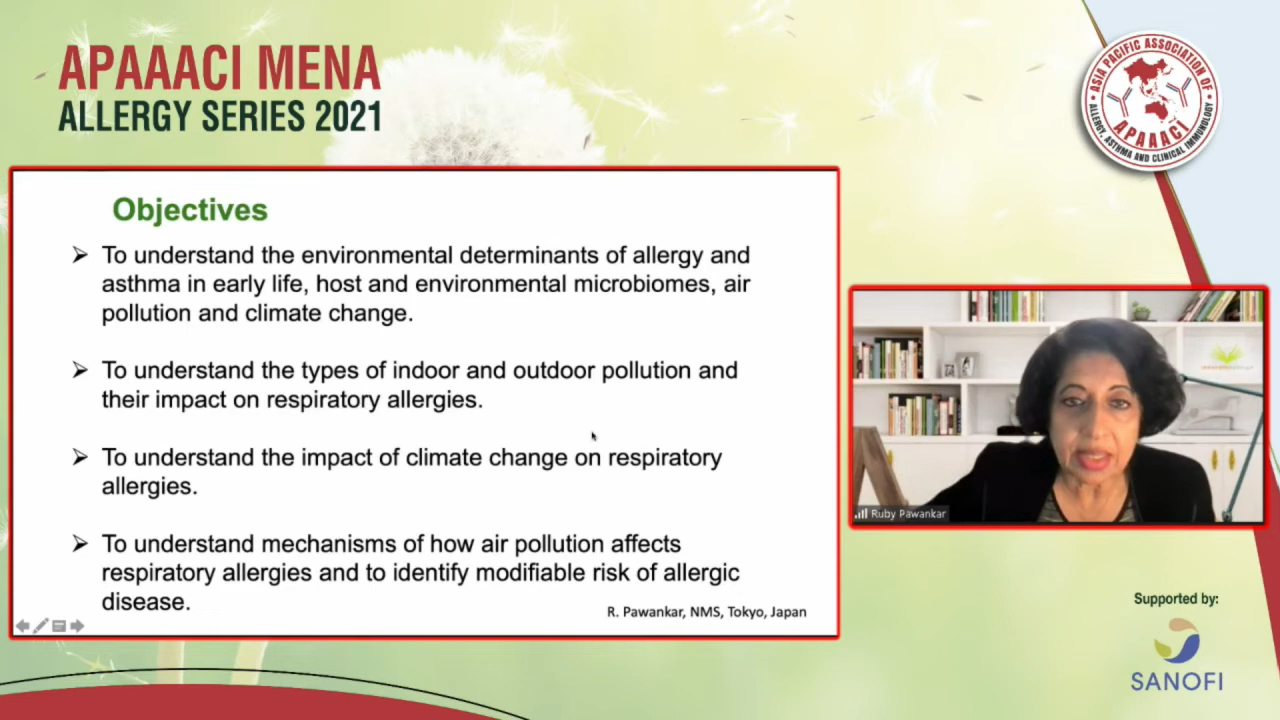 APAAACI MENA
ALLERGY SERIES 2021
ASIA PACIFIC ASSOCIATION OF
ALLERGY, ASTHMA AND CLINICAL IMMUNOLOGY
APAAACI
Objectives
➢ To understand the environmental determinants of allergy and
asthma in early life, host and environmental microbiomes, air
pollution and climate change.
➢ To understand the types of indoor and outdoor pollution and
their impact on respiratory allergies.
➢ To understand the impact of climate change on respiratory
allergies.
➢ To understand mechanisms of how air pollution affects
respiratory allergies and to identify modifiable risk of allergic
disease.
R. Pawankar, NMS, Tokyo, Japan
Ruby Pawankar
Supported by:
SANOFI